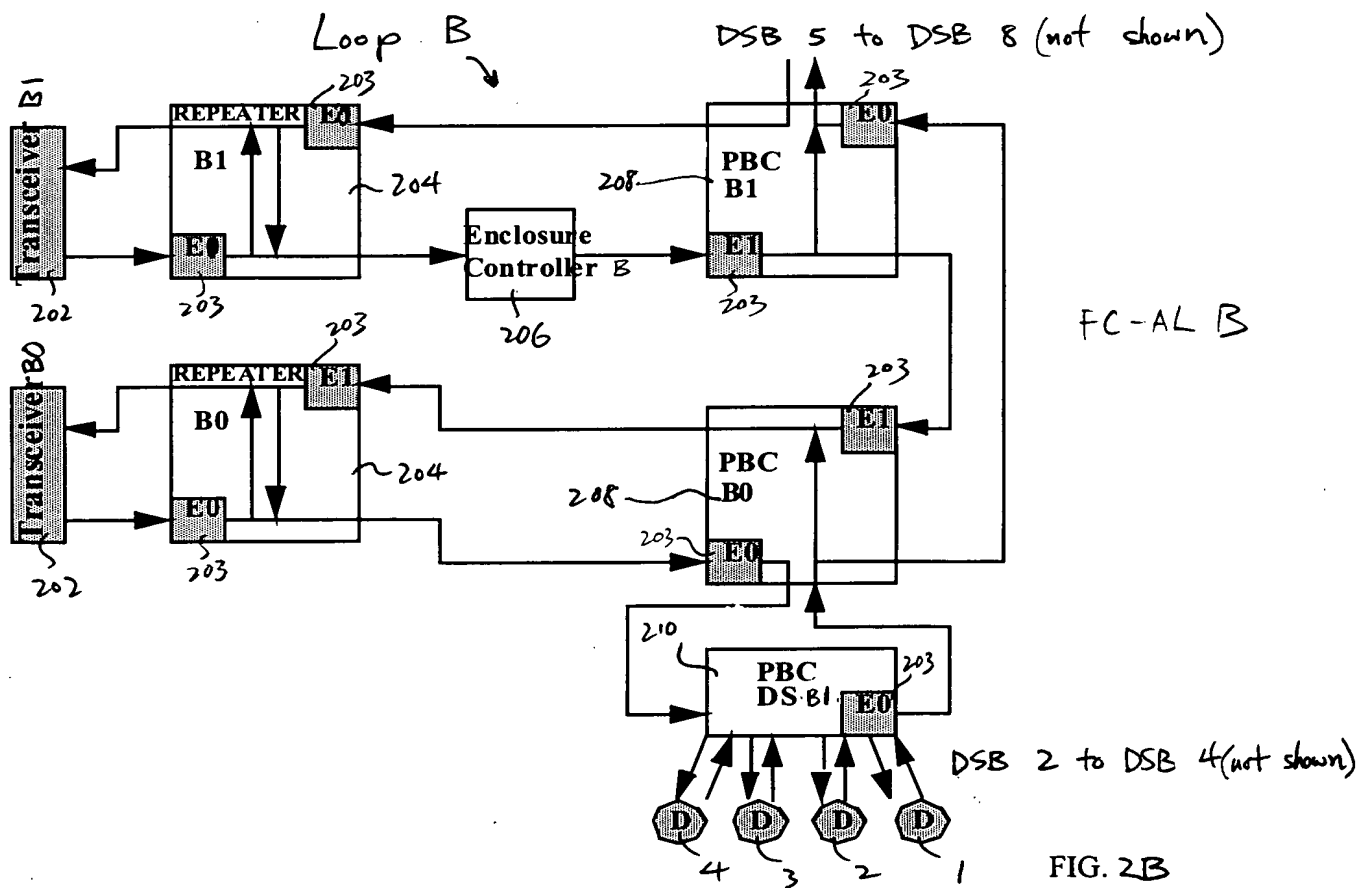 Loop B
DSB 5 to DSB 8 (not shown)
Transceiver B1
202
REPEATER
203
B1
204
E0
203
Enclosure
Controller B
206
203
E0
PBC
B1
208
E1
203
FC-AL B
Transceiver B0
202
REPEATER
203
E1
B0
204
E0
203
203
E1
PBC
B0
208
203
E0
210
PBC
DS B1
203
E0
DSB 2 to DSB 4 (not shown)
D
D
D
D
4
3
2
1
FIG. 2B